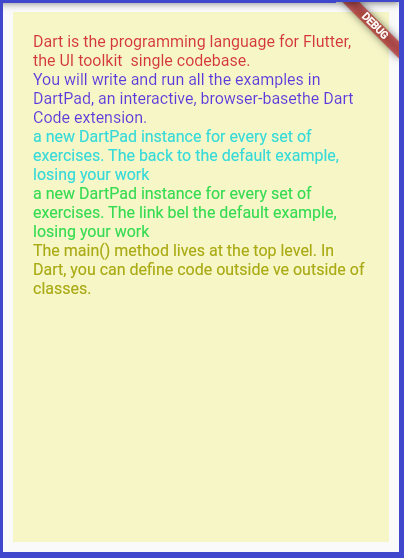 DEBUG
Dart is the programming language for Flutter,
the UI toolkit  single codebase.
You will write and run all the examples in
DartPad, an interactive, browser-basethe Dart
Code extension.
a new DartPad instance for every set of
exercises. The back to the default example,
losing your work
a new DartPad instance for every set of
exercises. The link bel the default example,
losing your work
The main() method lives at the top level. In
Dart, you can define code outside ve outside of
classes.